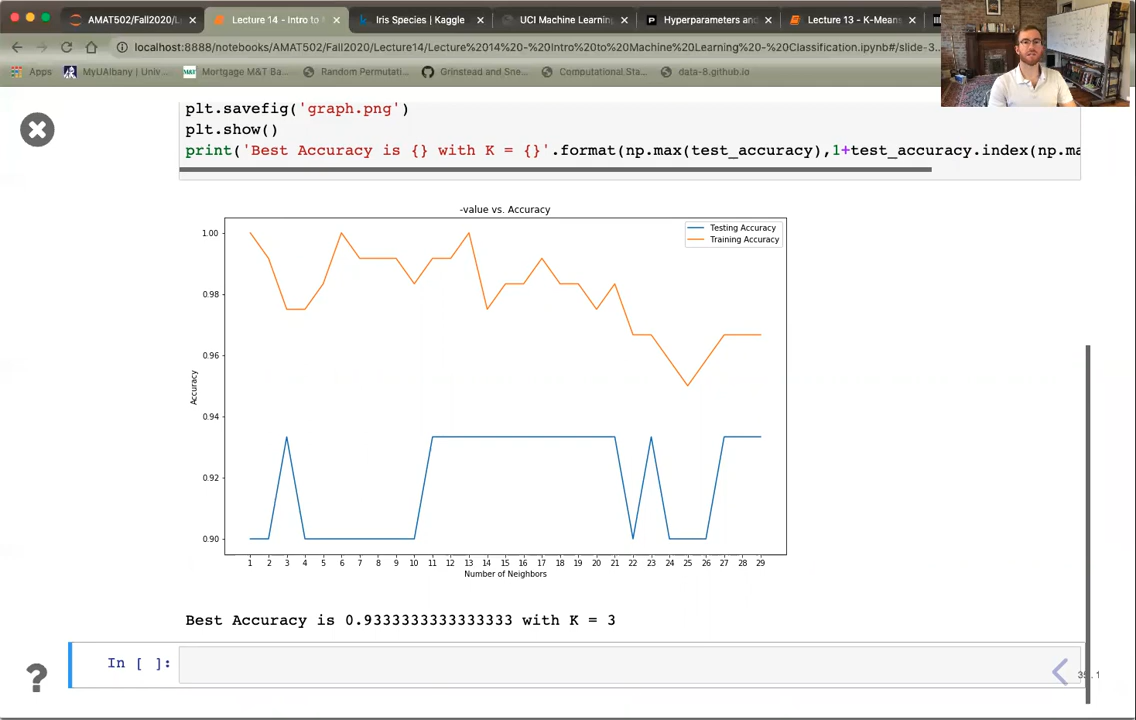 AMAT502/Fall2020/L
Lecture 14 - Intro to
Iris Species | Kaggle
UCI Machine Learning
Hyperparameters and
Lecture 13 - K-Means
localhost:8888/notebooks/AMAT502/Fall2020/Lecture14/Lecture%2014%20-%20Intro%20to%20Machine%20Learning%20-%20Classification.ipynb#/slide-3...
Apps
MyUAlbany | Univ...
Mortgage M&T Ba...
Random Permutati...
Grinstead and Sne...
Computational Sta...
data-8.github.io
plt.savefig('graph.png')
plt.show()
print('Best Accuracy is {} with K = {}'.format(np.max(test_accuracy),1+test_accuracy.index(np.ma
-value vs. Accuracy
Testing Accuracy
Training Accuracy
1.00
0.98
0.96
0.94
0.92
0.90
Accuracy
1 2 3 4 5 6 7 8 9 10 11 12 13 14 15 16 17 18 19 20 21 22 23 24 25 26 27 28 29
Number of Neighbors
Best Accuracy is 0.9333333333333333 with K = 3
In [ ]:
?